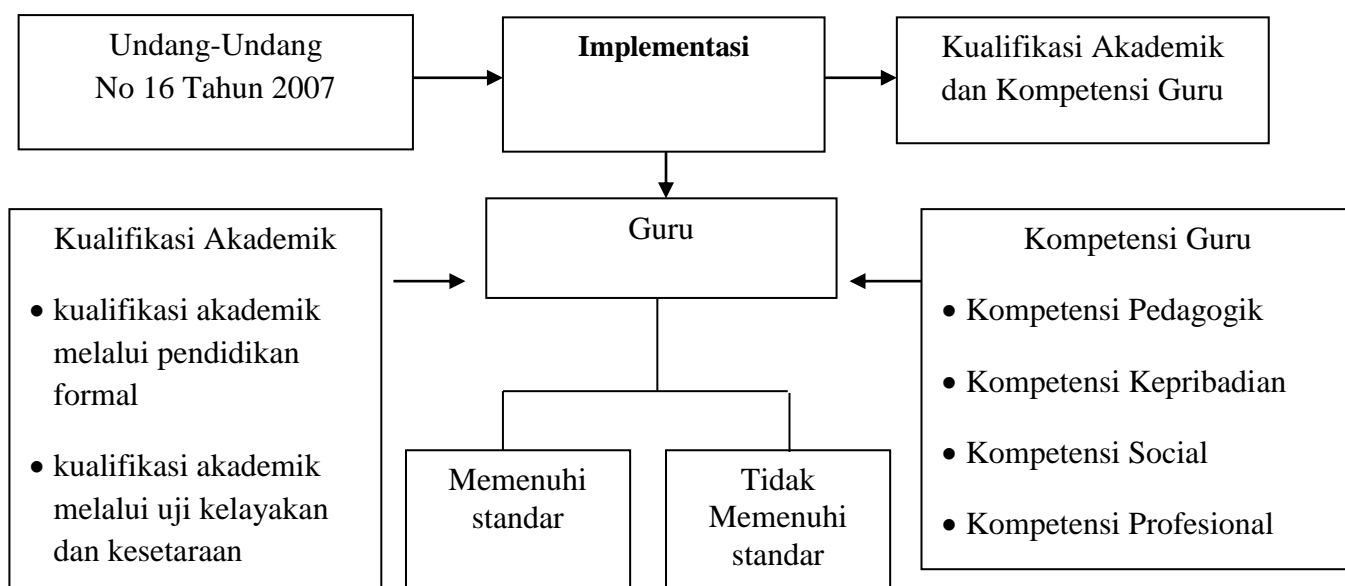 Undang-Undang
No 16 Tahun 2007
Implementasi
Kualifikasi Akademik
dan Kompetensi Guru
Guru
Kualifikasi Akademik
• kualifikasi akademik
melalui pendidikan
formal
• kualifikasi akademik
melalui uji kelayakan
dan kesetaraan
Kompetensi Guru
• Kompetensi Pedagogik
• Kompetensi Kepribadian
• Kompetensi Social
• Kompetensi Profesional
Memenuhi
standar
Tidak
Memenuhi
standar